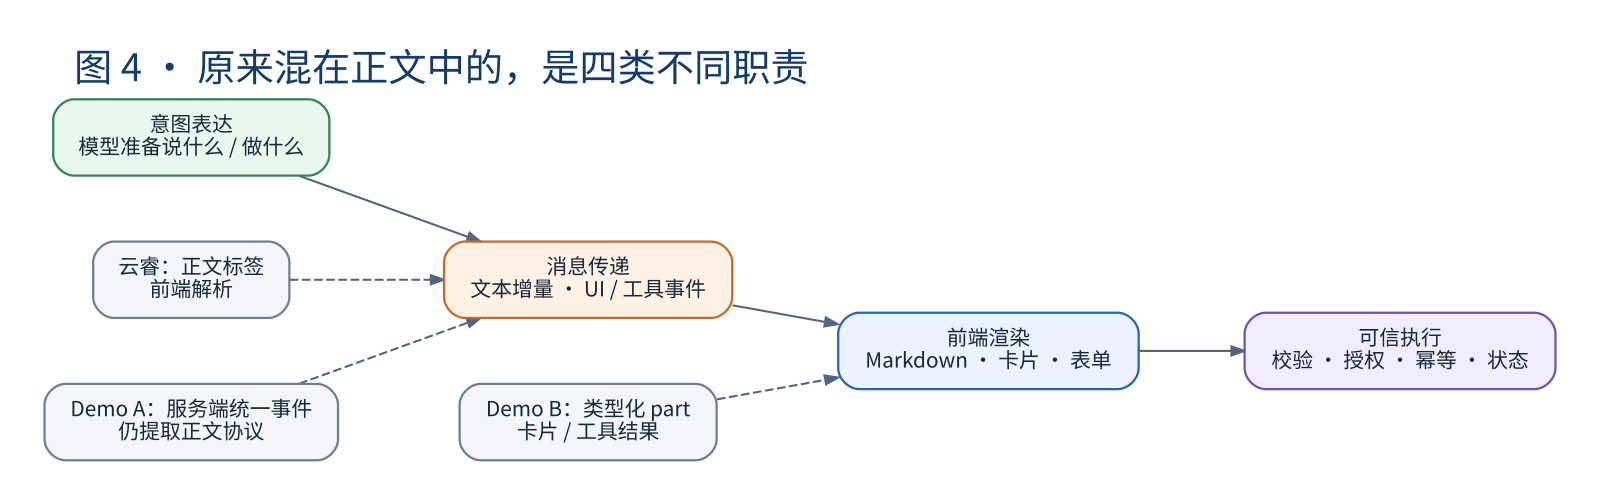 图 4 · 原来混在正文中的，是四类不同职责
意图表达
模型准备说什么 / 做什么
云睿：正文标签
前端解析
消息传递
文本增量 · UI / 工具事件
前端渲染
Markdown · 卡片 · 表单
可信执行
校验 · 授权 · 幂等 · 状态
Demo A：服务端统一事件
仍提取正文协议
Demo B：类型化 part
卡片 / 工具结果